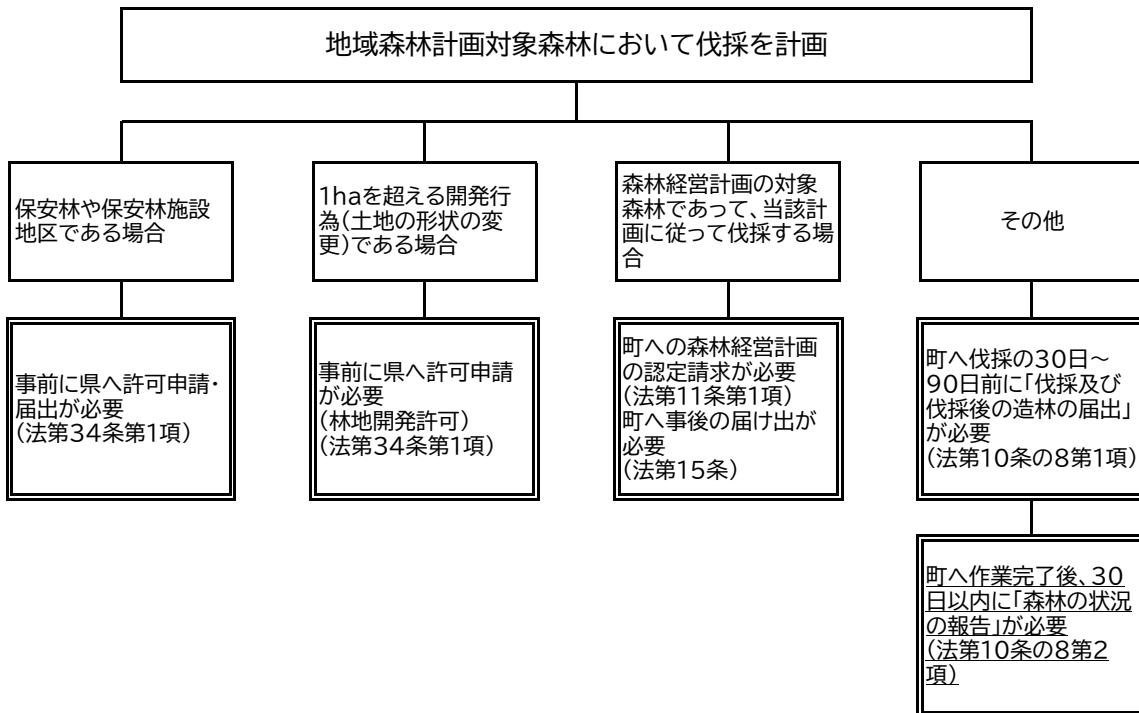 地域森林計画対象森林において伐採を計画
保安林や保安林施設
地区である場合
1haを超える開発行
為(土地の形状の変
更)である場合
森林経営計画の対象
森林であって、当該計
画に従って伐採する場
合
その他
事前に県へ許可申請・
届出が必要
(法第34条第1項)
事前に県へ許可申請
が必要
(林地開発許可)
(法第34条第1項)
町への森林経営計画
の認定請求が必要
(法第11条第1項)
町へ事後の届け出が
必要
(法第15条)
町へ伐採の30日~
90日前に「伐採及び
伐採後の造林の届出」
が必要
(法第10条の8第1項)
町へ作業完了後、30
日以内に「森林の状況
の報告」が必要
(法第10条の8第2
項)